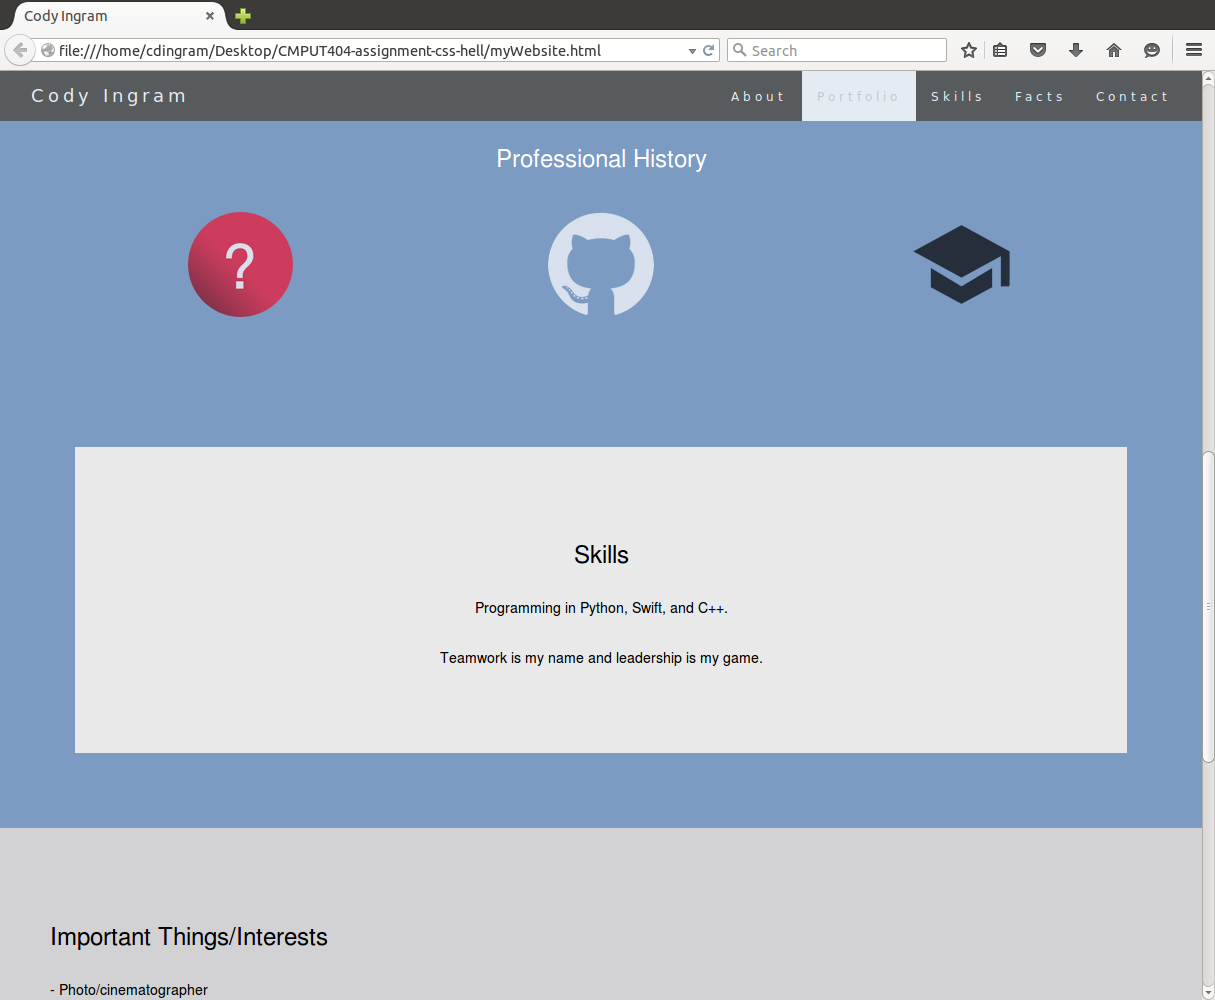 Cody Ingram
file:///home/cdingram/Desktop/CMPUT404-assignment-css-hell/myWebsite.html
Search
Cody Ingram
About
Portfolio
Skills
Facts
Contact
Professional History
?
Skills
Programming in Python, Swift, and C++.
Teamwork is my name and leadership is my game.
Important Things/Interests
- Photo/cinematographer